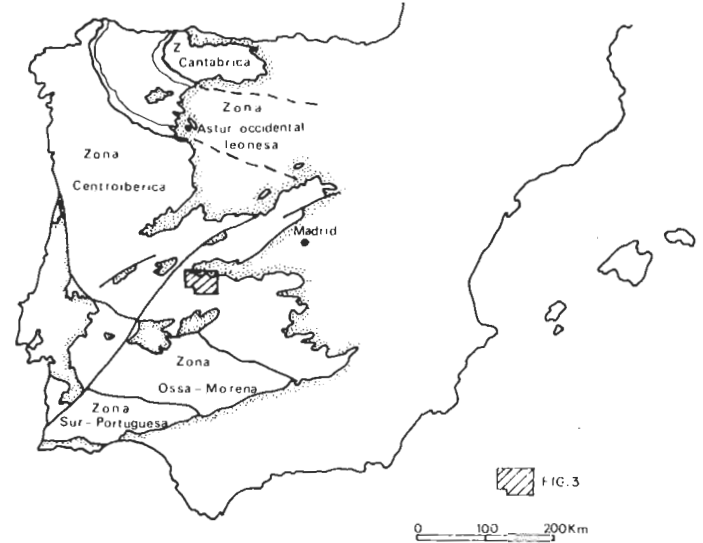 Z
Cantabrica
Zona
Astur occidental
leonesa
Zona
Centroiberica
Madrid
Zona
Ossa-Morena
Zona
Sur-Portuguesa
FIG.3
0 100 200Km